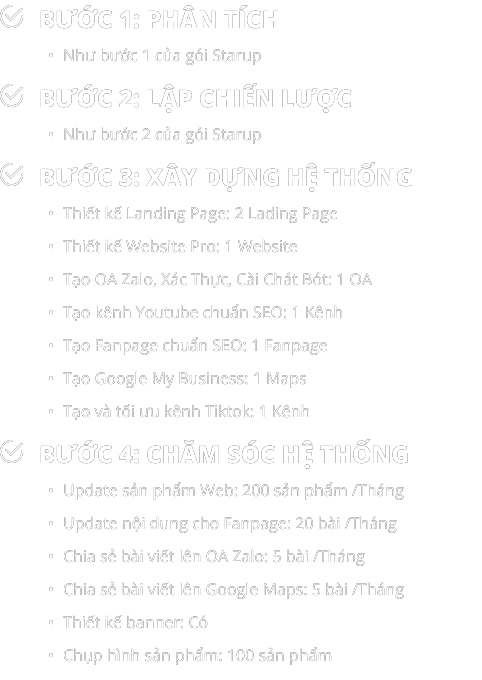 BƯỚC 1: PHÂN TÍCH
Như bước 1 của gói Starup
BƯỚC 2: LẬP CHIẾN LƯỢC
Như bước 2 của gói Starup
BƯỚC 3: XÂY DỰNG HỆ THỐNG
Thiết kế Landing Page: 2 Lading Page
Thiết kế Website Pro: 1 Website
Tạo OA Zalo, Xác Thực, Cài Chát Bót: 1 OA
Tạo kênh Youtube chuẩn SEO: 1 Kênh
Tạo Fanpage chuẩn SEO: 1 Fanpage
Tạo Google My Business: 1 Maps
Tạo và tối ưu kênh Tiktok: 1 Kênh
BƯỚC 4: CHĂM SÓC HỆ THỐNG
Update sản phẩm Web: 200 sản phẩm /Tháng
Update nội dung cho Fanpage: 20 bài /Tháng
Chia sẻ bài viết lên OA Zalo: 5 bài /Tháng
Chia sẻ bài viết lên Google Maps: 5 bài /Tháng
Thiết kế banner: Có
Chụp hình sản phẩm: 100 sản phẩm